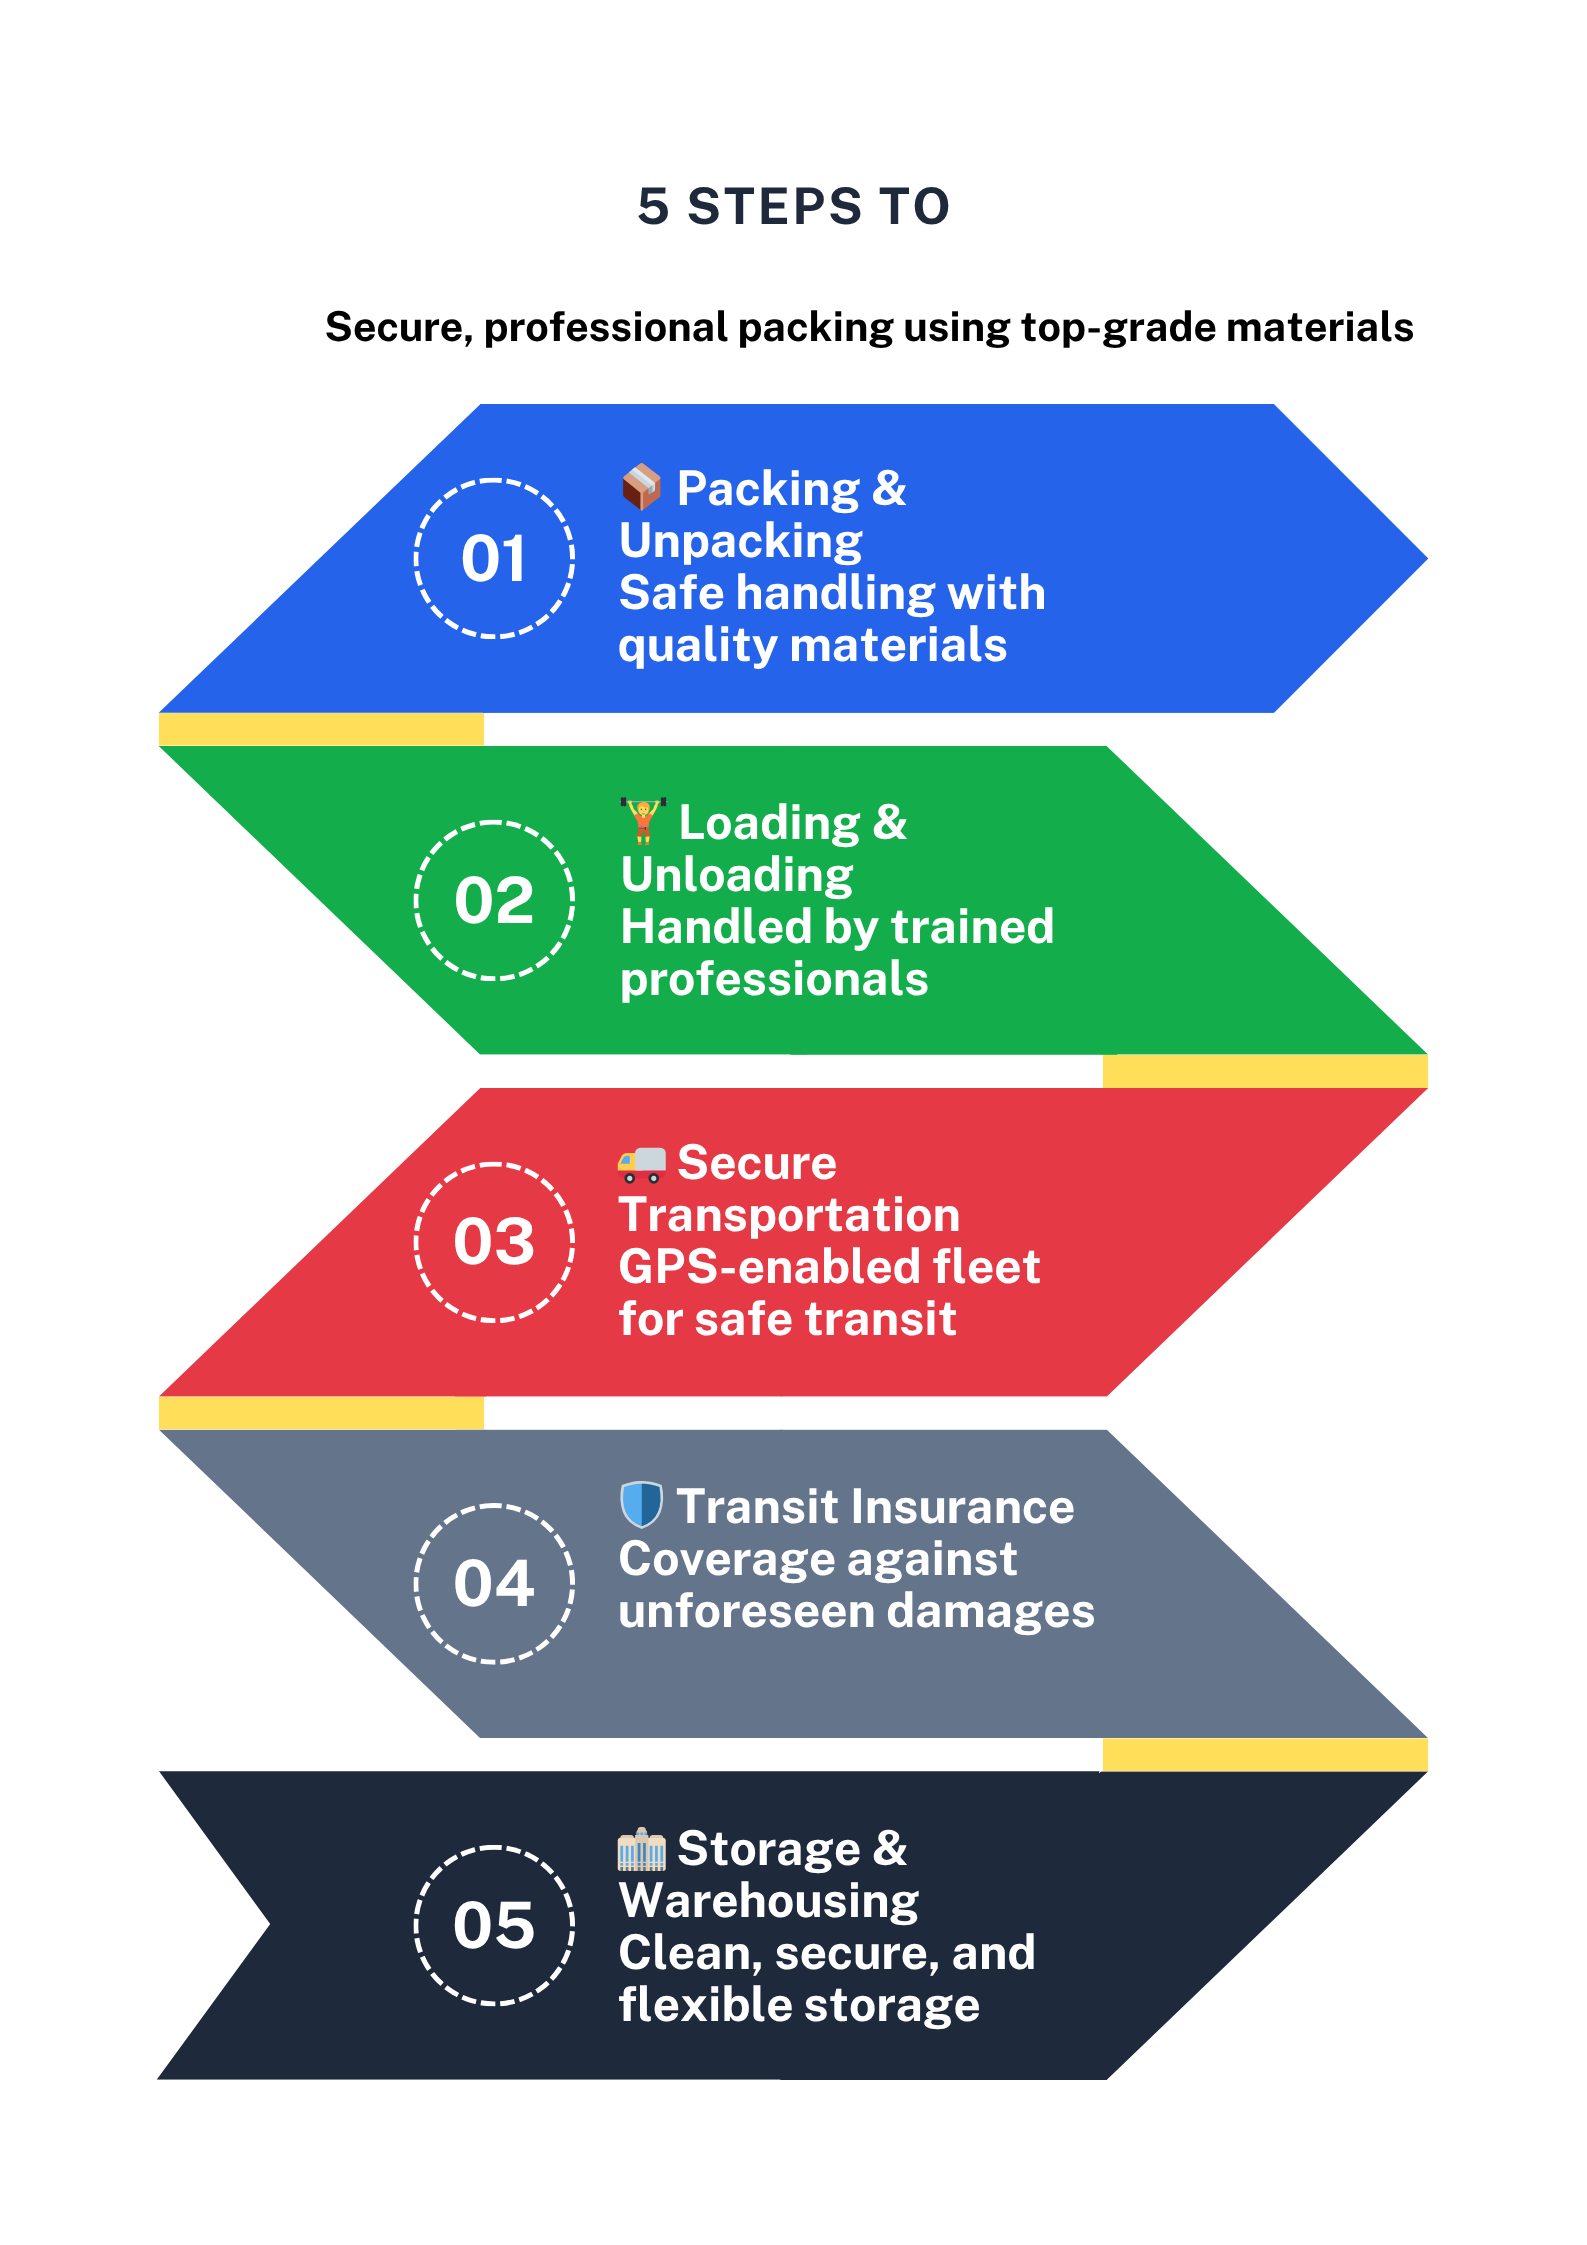 5 STEPS TO
Secure, professional packing using top-grade materials
01
📦 Packing &
Unpacking
Safe handling with
quality materials
02
🏋️ Loading &
Unloading
Handled by trained
professionals
03
🚚 Secure
Transportation
GPS-enabled fleet
for safe transit
04
🛡️ Transit Insurance
Coverage against
unforeseen damages
05
🏬 Storage &
Warehousing
Clean, secure, and
flexible storage